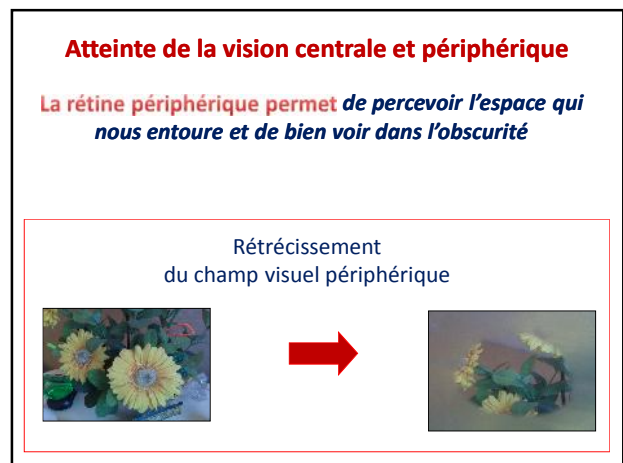 Atteinte de la vision centrale et périphérique
La rétine périphérique permet de percevoir l’espace qui
nous entoure et de bien voir dans l’obscurité
Rétrécissement
du champ visuel périphérique